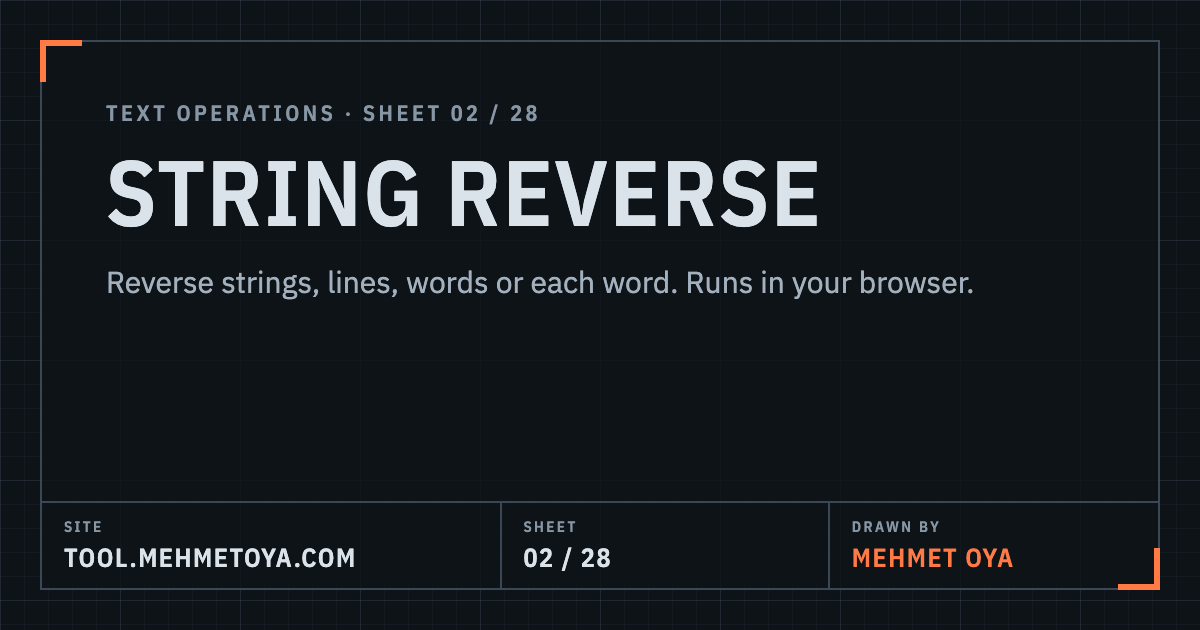 TEXT OPERATIONS · SHEET 02 / 28
STRING REVERSE
Reverse strings, lines, words or each word. Runs in your browser.
SITE
TOOL.MEHMETOYA.COM
SHEET
02 / 28
DRAWN BY
MEHMET OYA